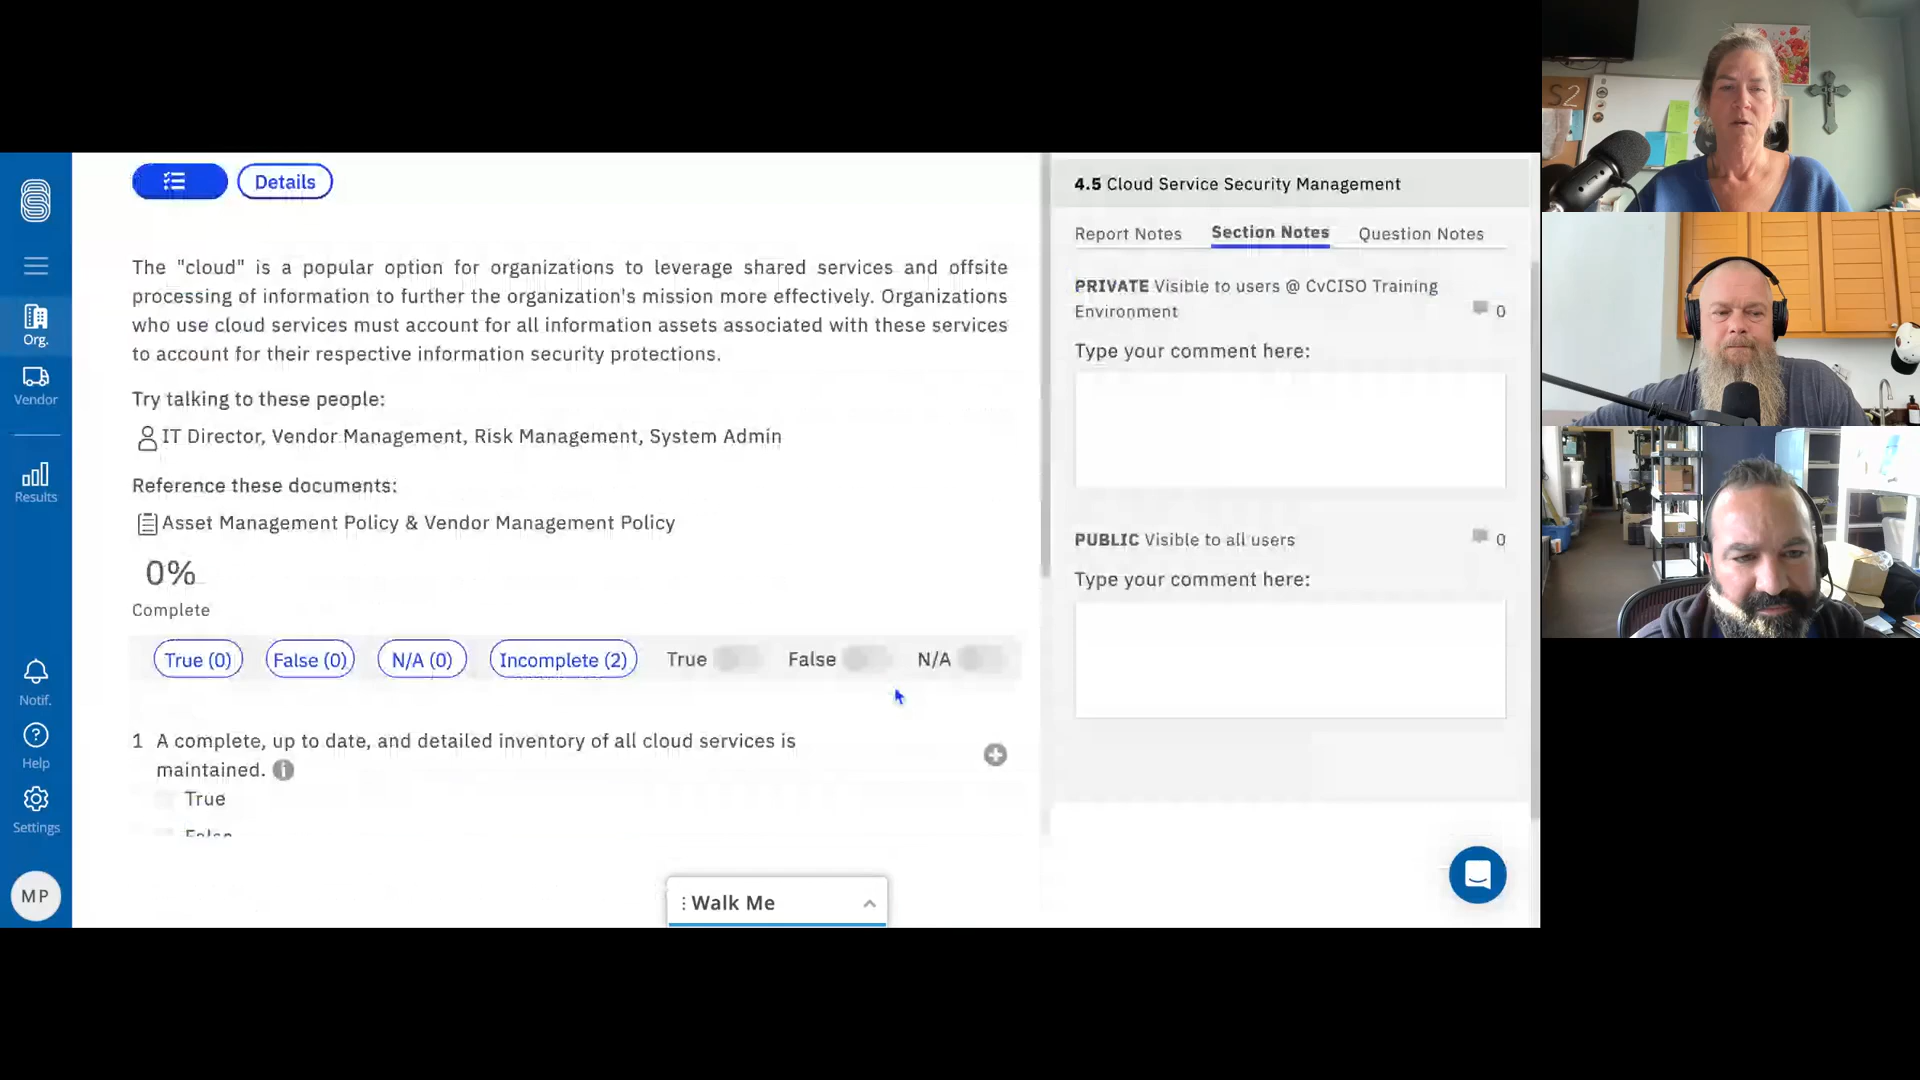 Details
The "cloud" is a popular option for organizations to leverage shared services and offsite
processing of information to further the organization's mission more effectively. Organizations
who use cloud services must account for all information assets associated with these services
to account for their respective information security protections.
Try talking to these people:
IT Director, Vendor Management, Risk Management, System Admin
Reference these documents:
Asset Management Policy & Vendor Management Policy
0%
Complete
True (0) False (0) N/A (0) Incomplete (2) True False N/A
1 A complete, up to date, and detailed inventory of all cloud services is
maintained.
True
False
Walk Me
Org.
Vendor
Results
Notif.
Help
Settings
MP
4.5 Cloud Service Security Management
Report Notes Section Notes Question Notes
PRIVATE Visible to users @ CvCISO Training
Environment
0
Type your comment here:
PUBLIC Visible to all users
0
Type your comment here:
S2